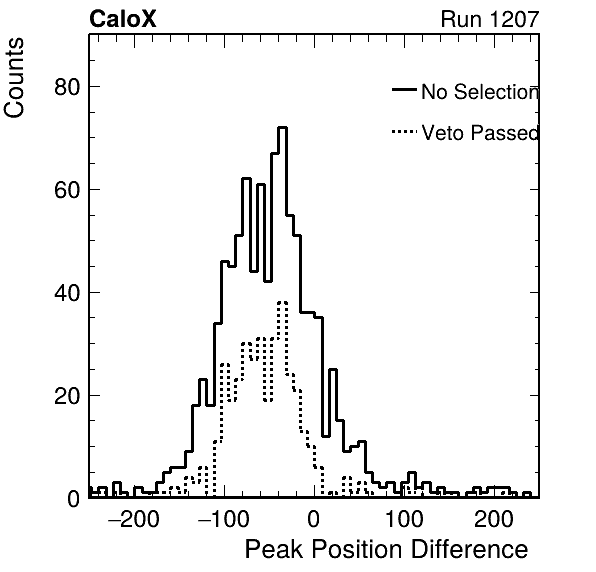 CaloX Run 1207
Counts
80
60
40
20
0
No Selection
Veto Passed
−200 −100 0 100 200
Peak Position Difference